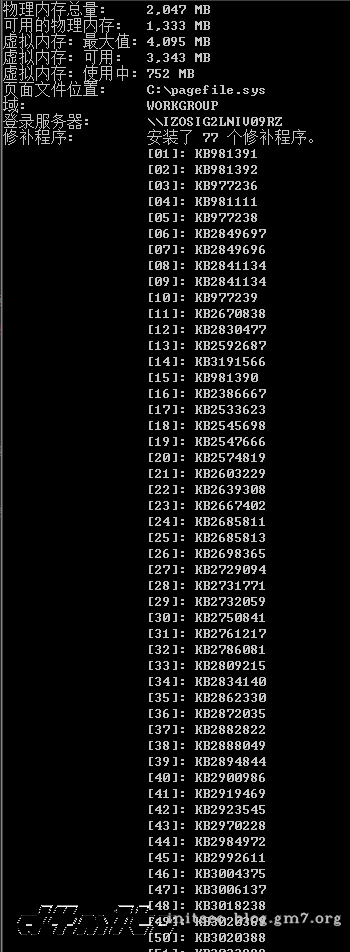 物理内存总量: 2,047 MB
可用的物理内存: 1,333 MB
虚拟内存: 最大值: 4,095 MB
虚拟内存: 可用: 3,343 MB
虚拟内存: 使用中: 752 MB
页面文件位置: C:\pagefile.sys
域: WORKGROUP
登录服务器: \\IZOSIG2LNIV09RZ
修补程序: 安装了 77 个修补程序。
[01]: KB981391
[02]: KB981392
[03]: KB977236
[04]: KB981111
[05]: KB977238
[06]: KB2849697
[07]: KB2849696
[08]: KB2841134
[09]: KB2841134
[10]: KB977239
[11]: KB2670838
[12]: KB2830477
[13]: KB2592687
[14]: KB3191566
[15]: KB981390
[16]: KB2386667
[17]: KB2533623
[18]: KB2545698
[19]: KB2547666
[20]: KB2574819
[21]: KB2603229
[22]: KB2639308
[23]: KB2667402
[24]: KB2685811
[25]: KB2685813
[26]: KB2698365
[27]: KB2729094
[28]: KB2731771
[29]: KB2732059
[30]: KB2750841
[31]: KB2761217
[32]: KB2786081
[33]: KB2809215
[34]: KB2834140
[35]: KB2862330
[36]: KB2872035
[37]: KB2882822
[38]: KB2888049
[39]: KB2894844
[40]: KB2900986
[41]: KB2919469
[42]: KB2923545
[43]: KB2970228
[44]: KB2984972
[45]: KB2992611
[46]: KB3004375
[47]: KB3006137
[48]: KB3018238
[49]: KB3020369
[50]: KB3020388